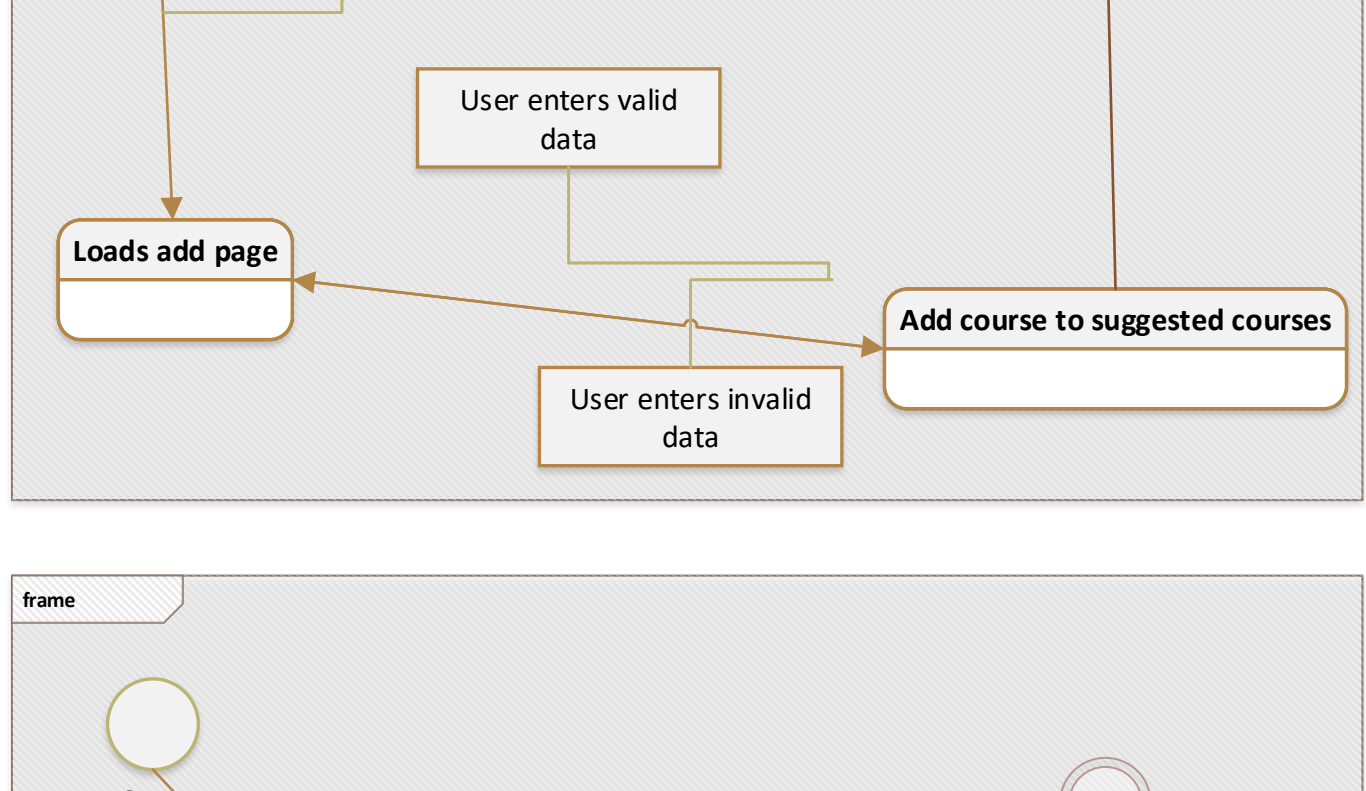 User enters valid
data
Loads add page
Add course to suggested courses
User enters invalid
data
frame